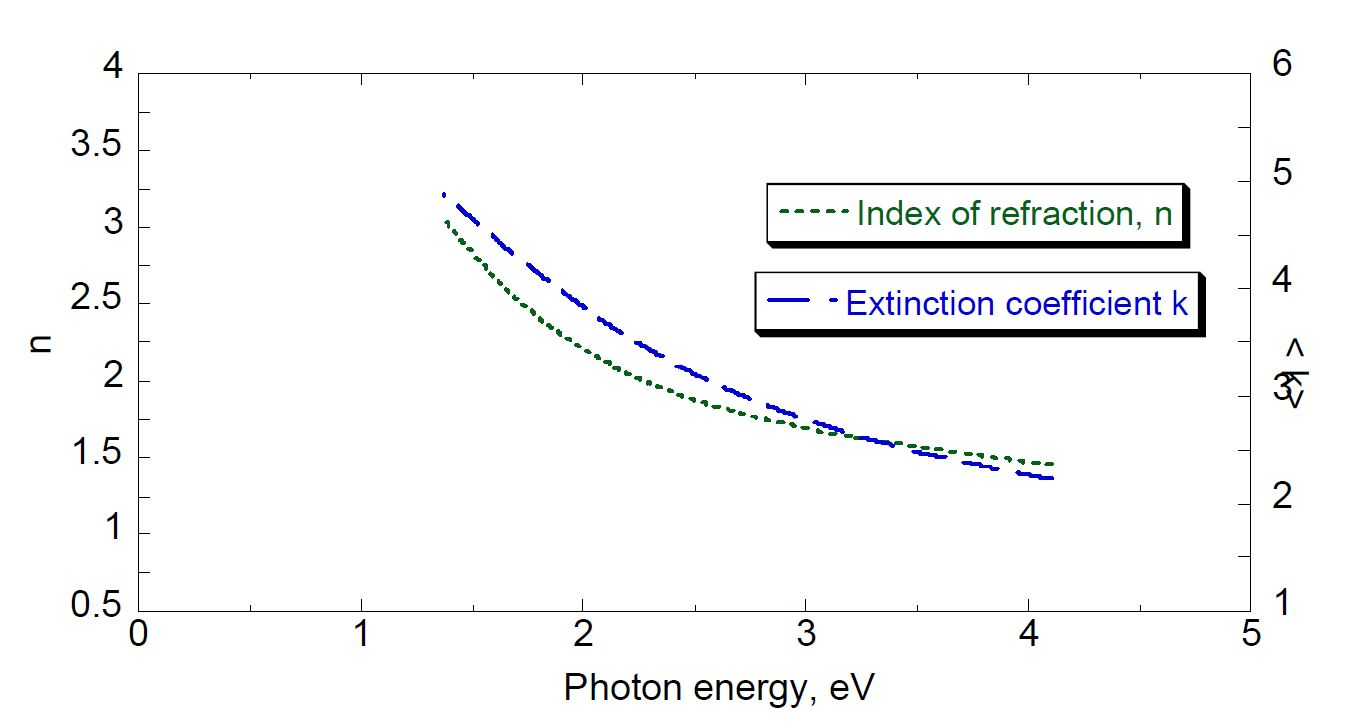 4
3.5
3
2.5
2
1.5
1
0.5
n
6
5
4
3
2
1
< k>
Index of refraction, n
Extinction coefficient k
0 1 2 3 4 5
Photon energy, eV